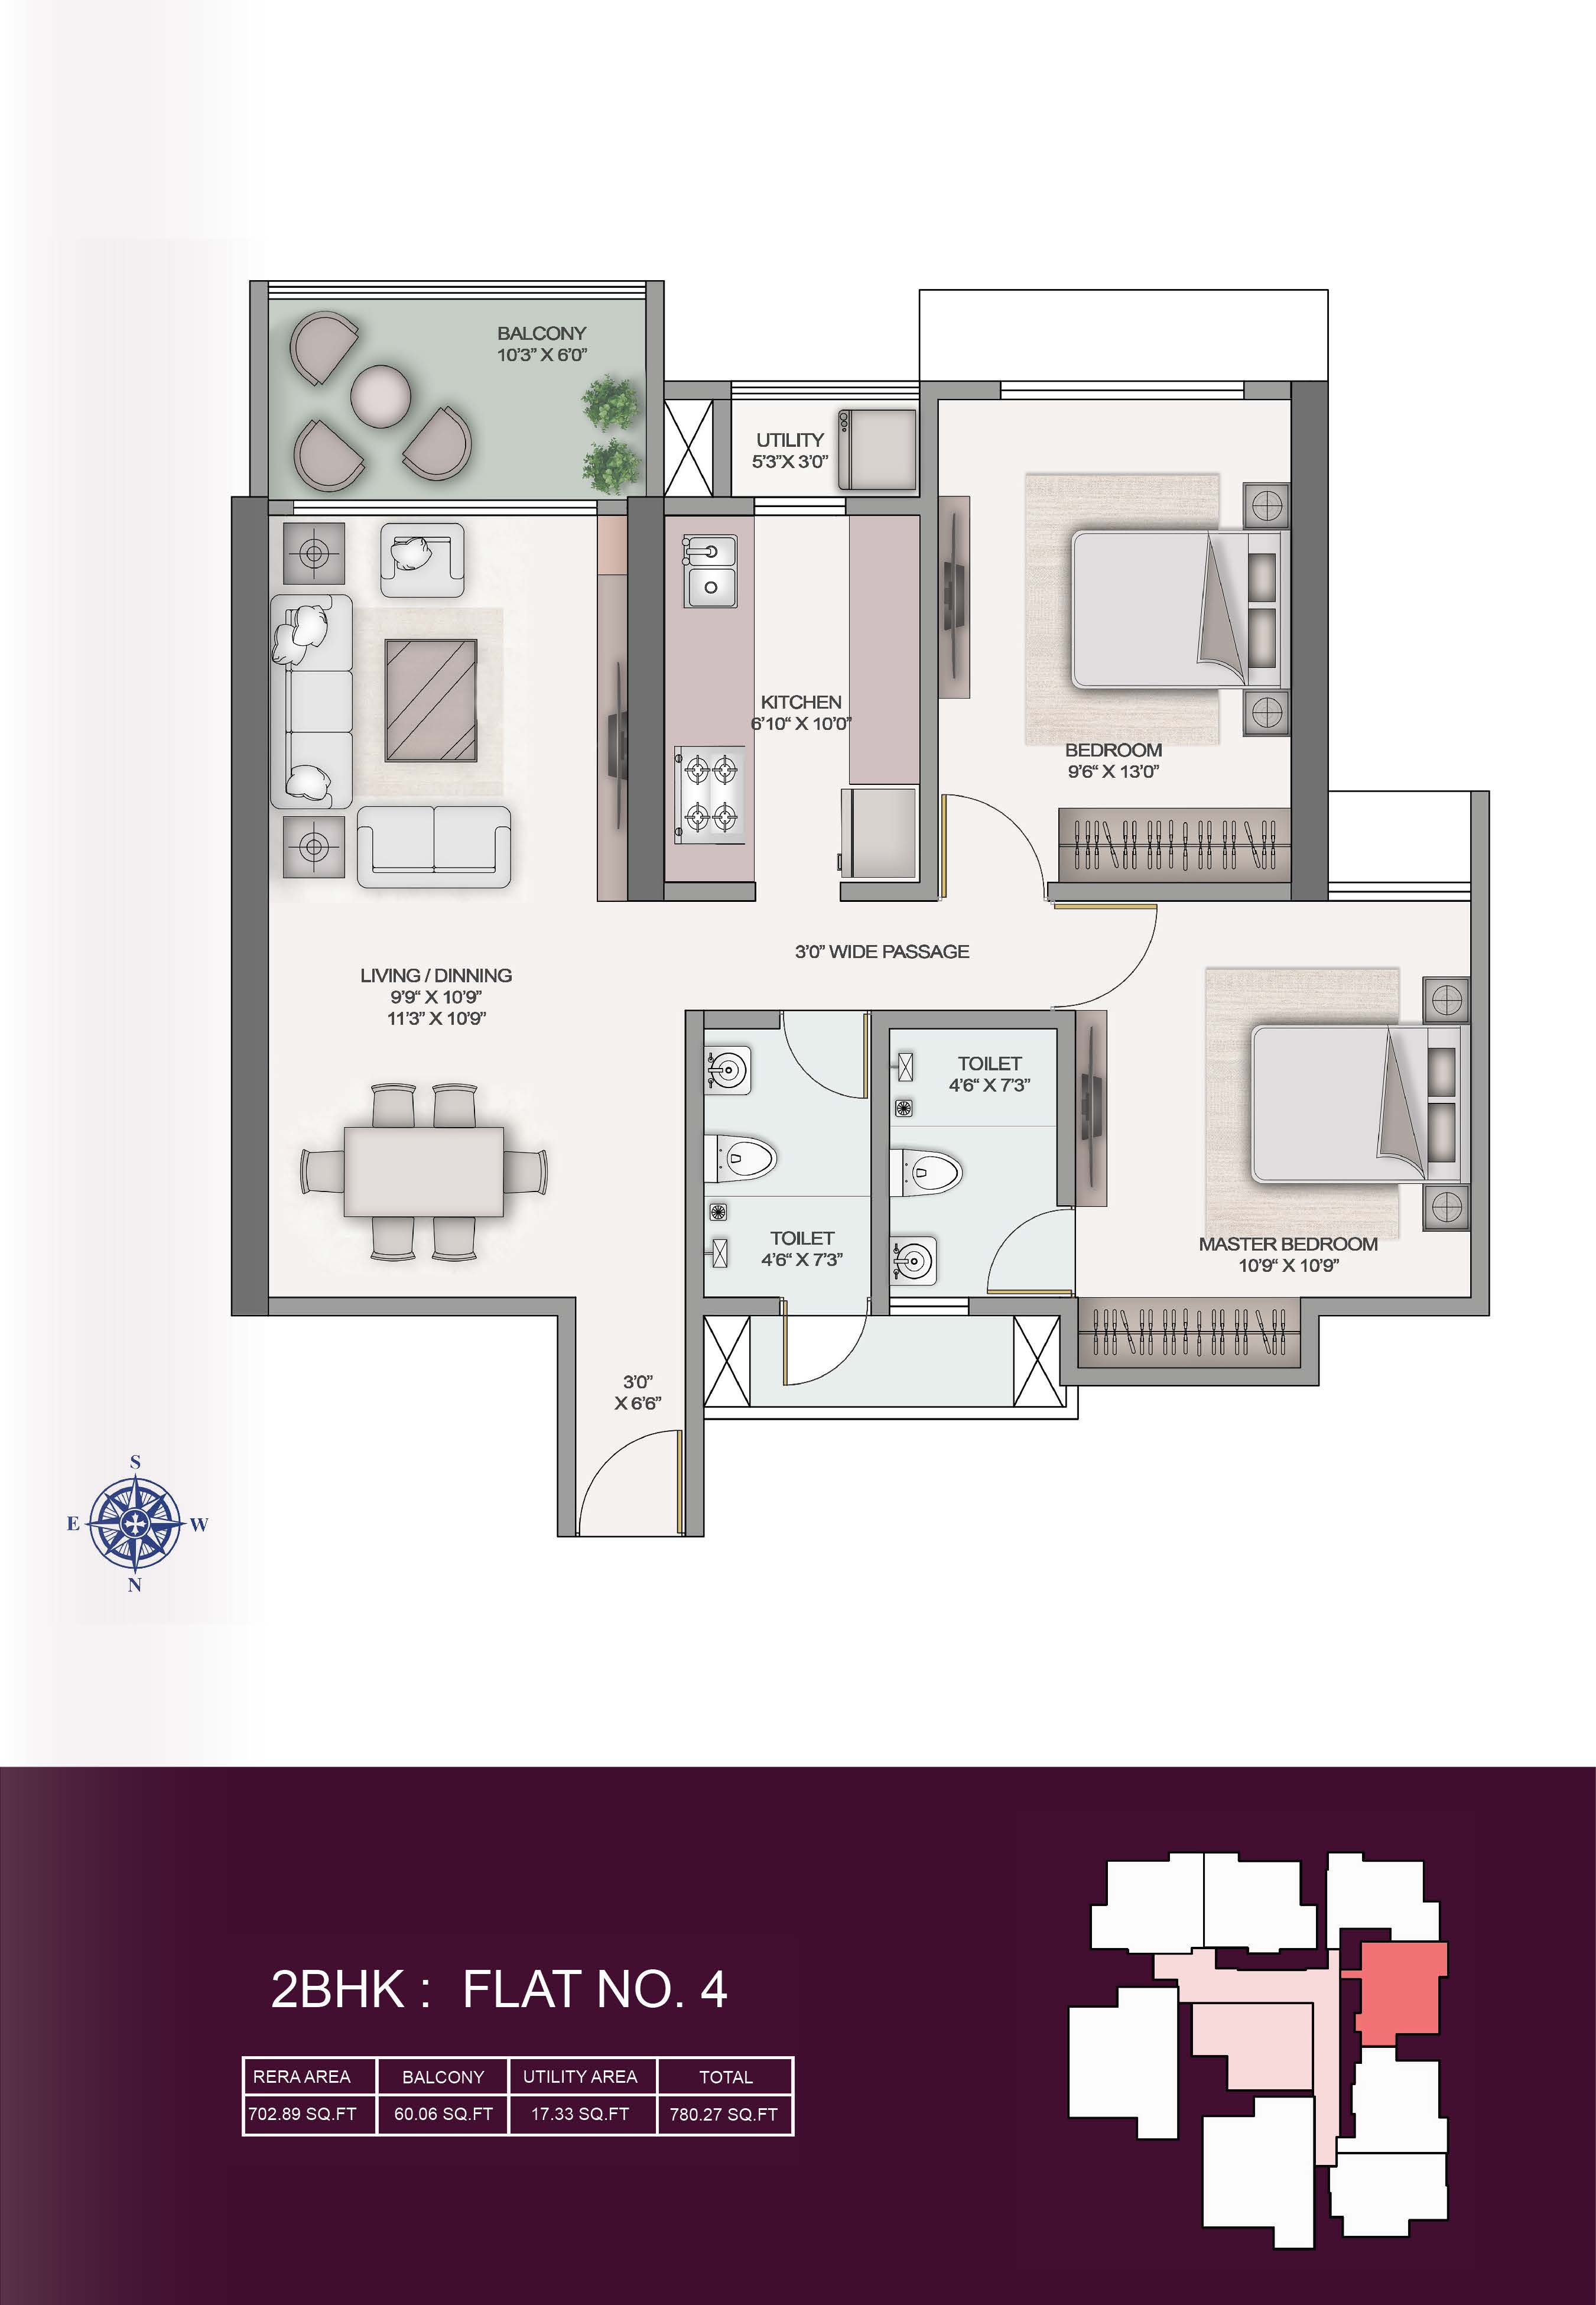 BALCONY
10'3” X 6'0”
UTILITY
5'3”X 3'0”
KITCHEN
6'10“ X 10'0”
BEDROOM
9'6“ X 13'0”
3'0” WIDE PASSAGE
LIVING / DINNING
9'9“ X 10'9”
11'3” X 10'9”
TOILET
4'6“ X 7'3”
TOILET
4'6“ X 7'3”
MASTER BEDROOM
10'9“ X 10'9”
3'0”
X 6'6”
S
E W
N
2BHK : FLAT NO. 4
RERA AREA BALCONY UTILITY AREA TOTAL
702.89 SQ.FT 60.06 SQ.FT 17.33 SQ.FT 780.27 SQ.FT